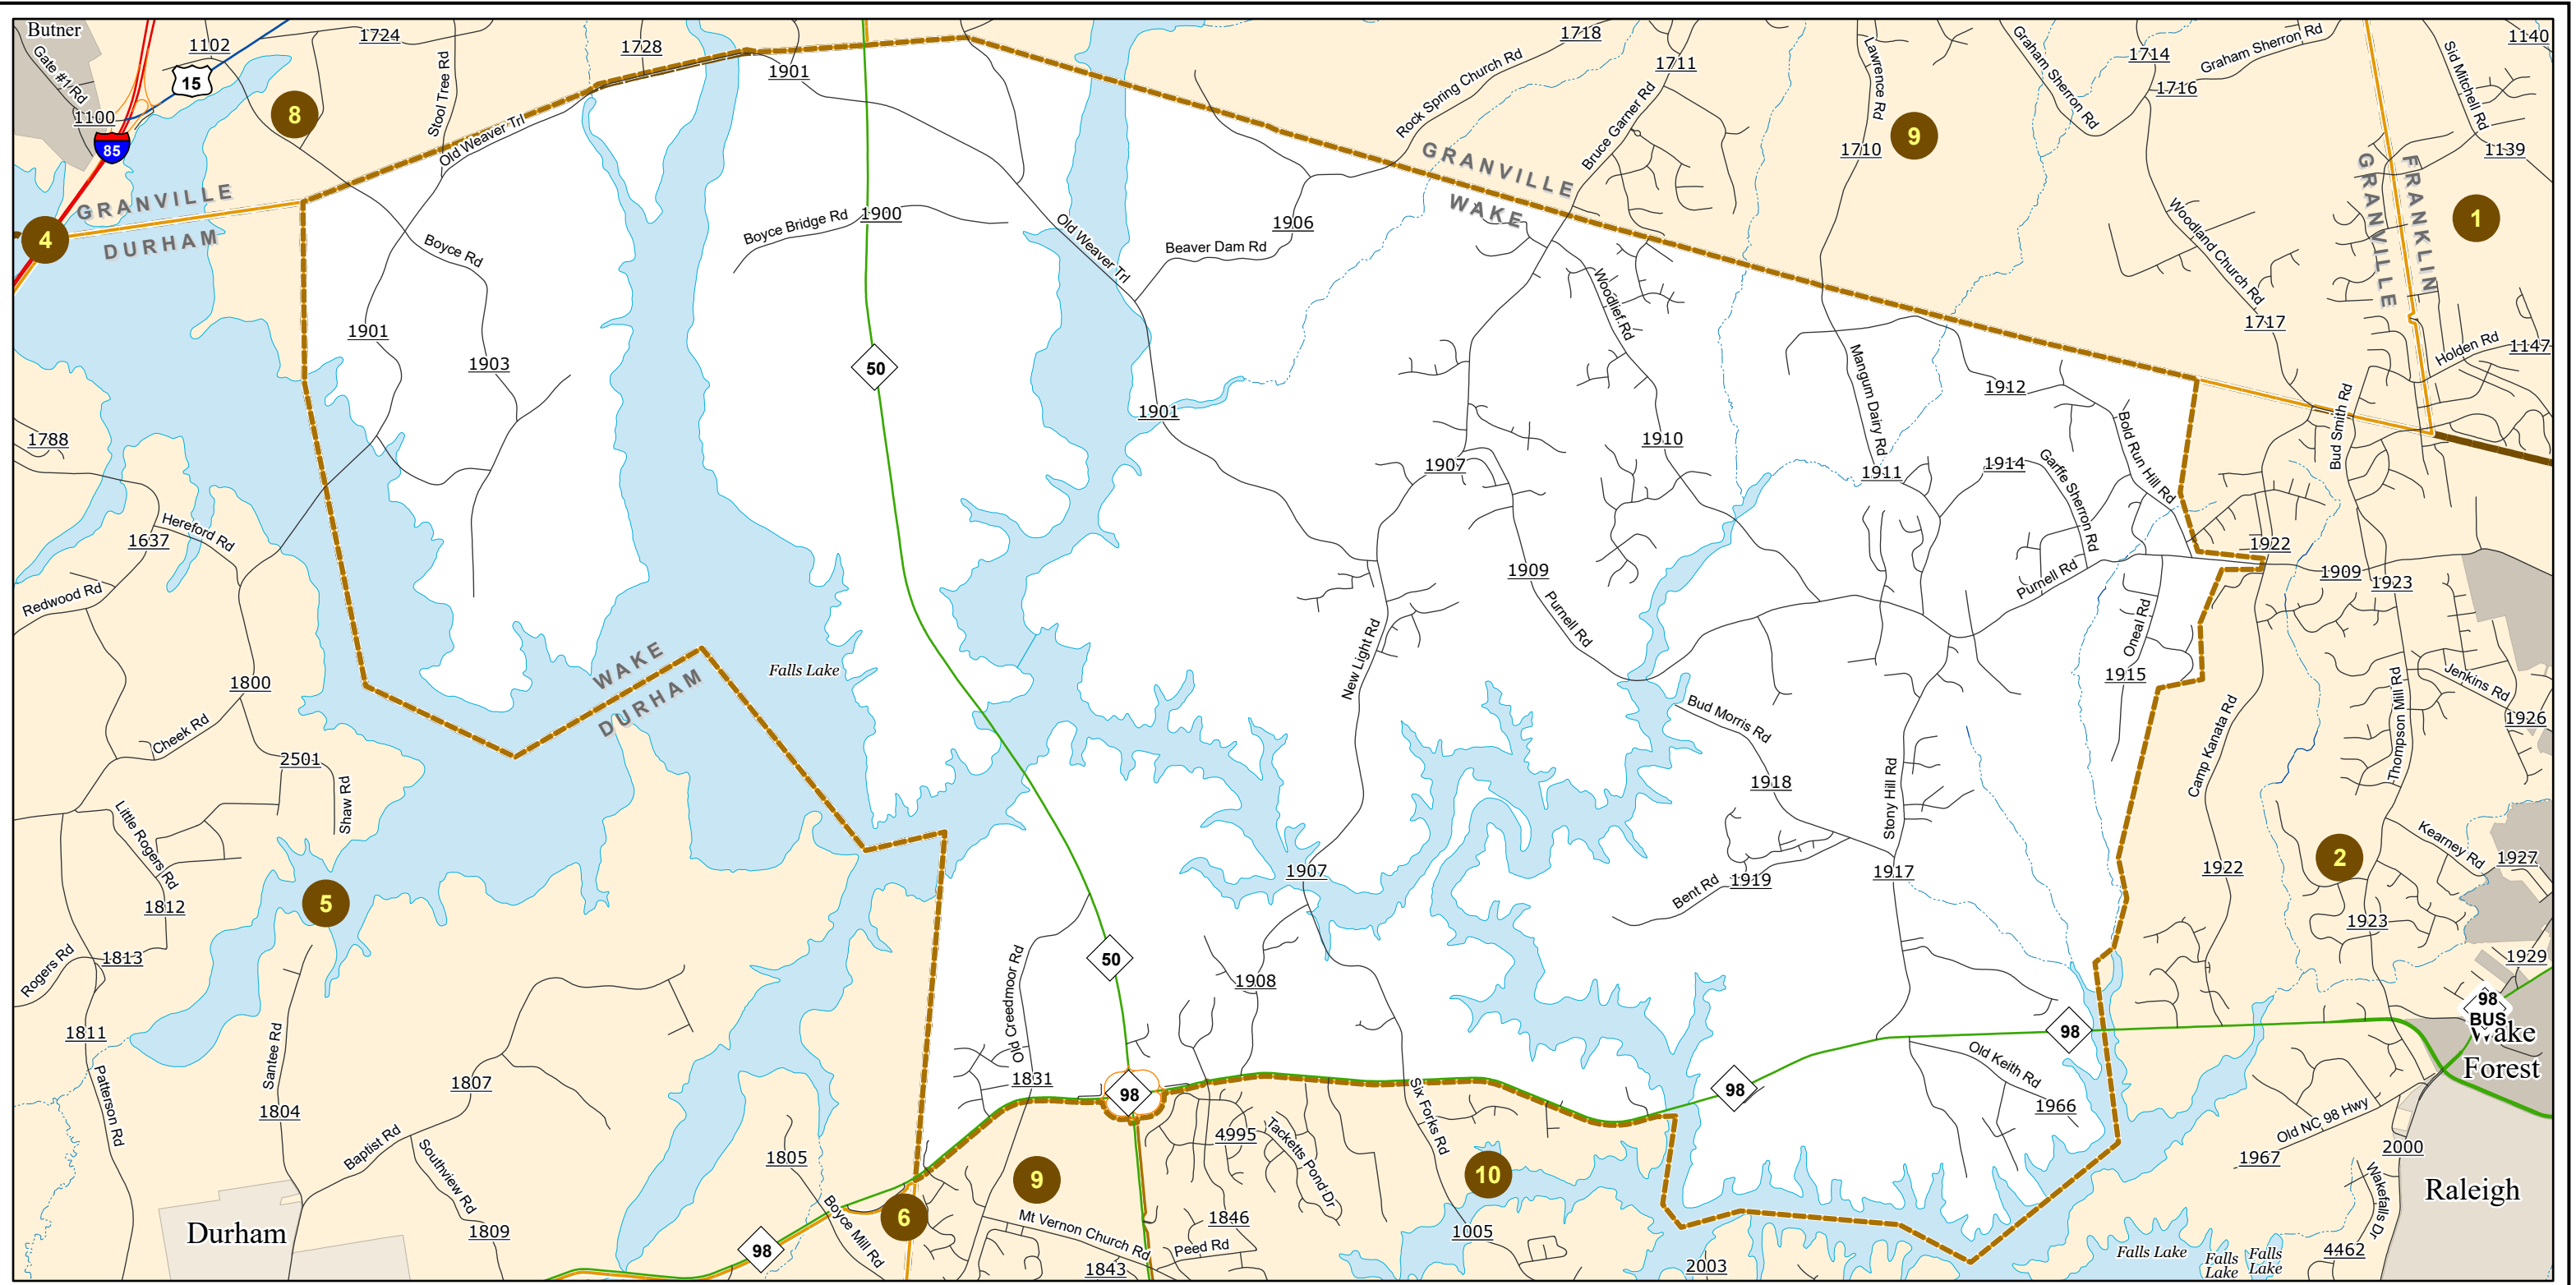 Butner
Gate #1 Rd
1102
1724
1728
1901
1718
1711
1714
1716
Graham Sherron Rd
Graham Sherron Rd
Sid Mitchell Rd
1140
15
1100
85
8
Stool Tree Rd
Old Weaver Trl
Rock Spring Church Rd
Bruce Garner Rd
Lawrence Rd
1710
9
1139
GRANVILLE
DURHAM
4
GRANVILLE
WAKE
FRANKLIN
GRANVILLE
1
Boyce Rd
Boyce Bridge Rd
1900
Old Weaver Trl
Beaver Dam Rd
1906
Woodland Church Rd
1717
Woodlief Rd
1901
1903
50
1901
Mangum Dairy Rd
1912
Holden Rd
1147
1788
1907
1910
1911
1914
Garffe Sherron Rd
Bold Run Hill Rd
Bud Smith Rd
Hereford Rd
1637
Redwood Rd
1909
Purnell Rd
Purnell Rd
1922
1909
1923
Oneal Rd
1915
WAKE
DURHAM
Falls Lake
New Light Rd
1800
Cheek Rd
2501
Shaw Rd
Bud Morris Rd
1918
Stony Hill Rd
Camp Kanata Rd
Thompson Mill Rd
Jenkins Rd
1926
Little Rogers Rd
1812
5
1907
Bent Rd
1919
1917
1922
2
Kearney Rd
1927
1923
Rogers Rd
1813
1811
Patterson Rd
Santee Rd
1804
1807
Old Creedmoor Rd
50
1908
1929
98
BUS
Wake
Forest
1831
98
Six Forks Rd
98
98
Old Keith Rd
1966
Old NC 98 Hwy
1967
2000
Baptist Rd
Southview Rd
1809
Durham
1805
Boyce Mill Rd
6
98
9
4995
Tacketts Pond Dr
10
1846
Mt Vernon Church Rd
Peed Rd
1843
1005
2003
Raleigh
Wakefalls Dr
4462
Falls Lake
Falls
Lake
Falls
Lake